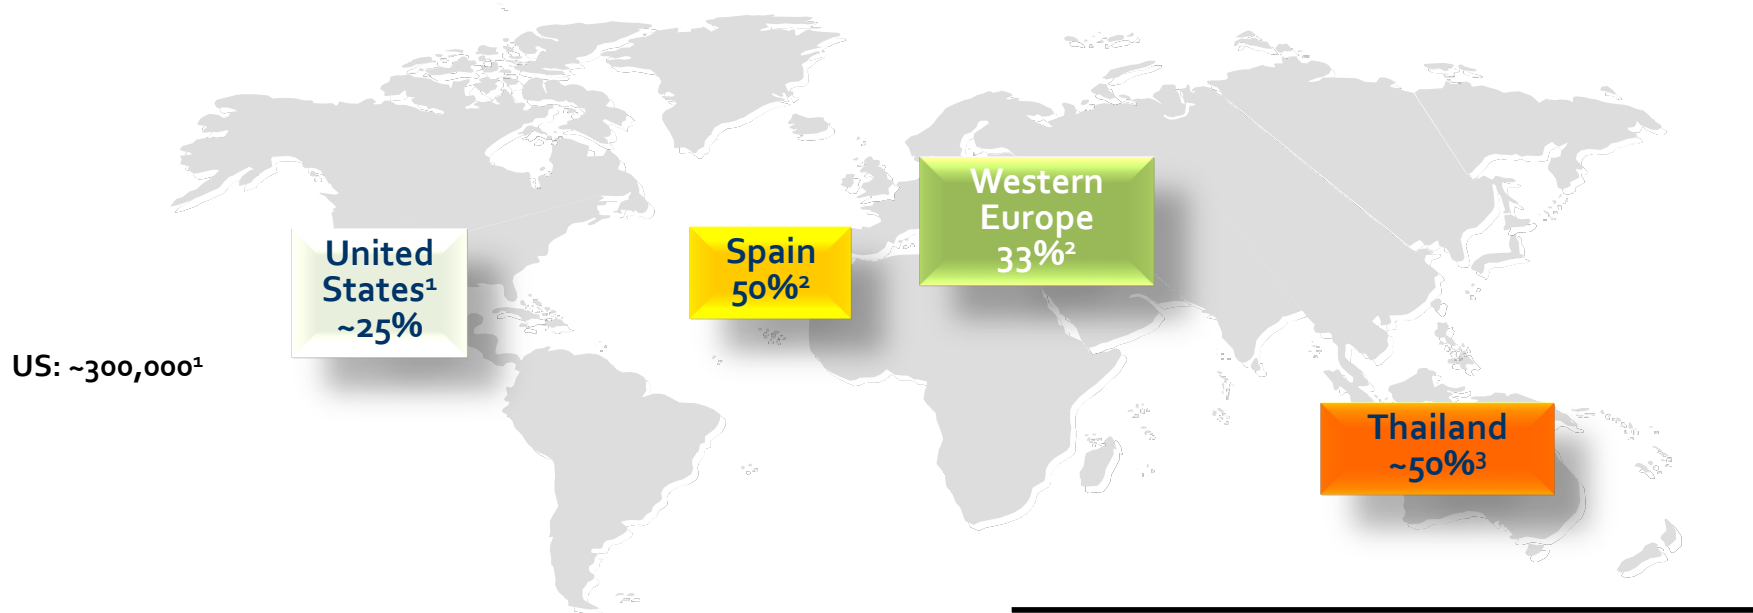 Western
Europe
33%²
United
States¹
~25%
Spain
50%²
US: ~300,000¹
Thailand
~50%³